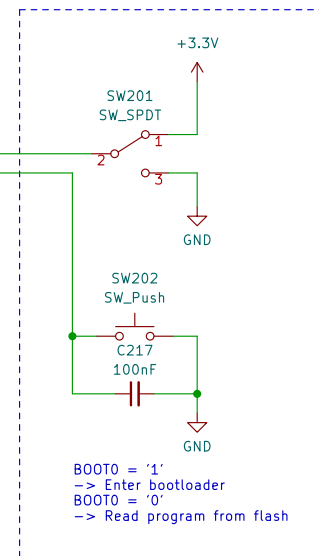 +3.3V
SW201
SW_SPDT
1
2
3
GND
SW202
SW_Push
C217
100nF
GND
BOOT0 = '1'
-> Enter bootloader
BOOT0 = '0'
-> Read program from flash